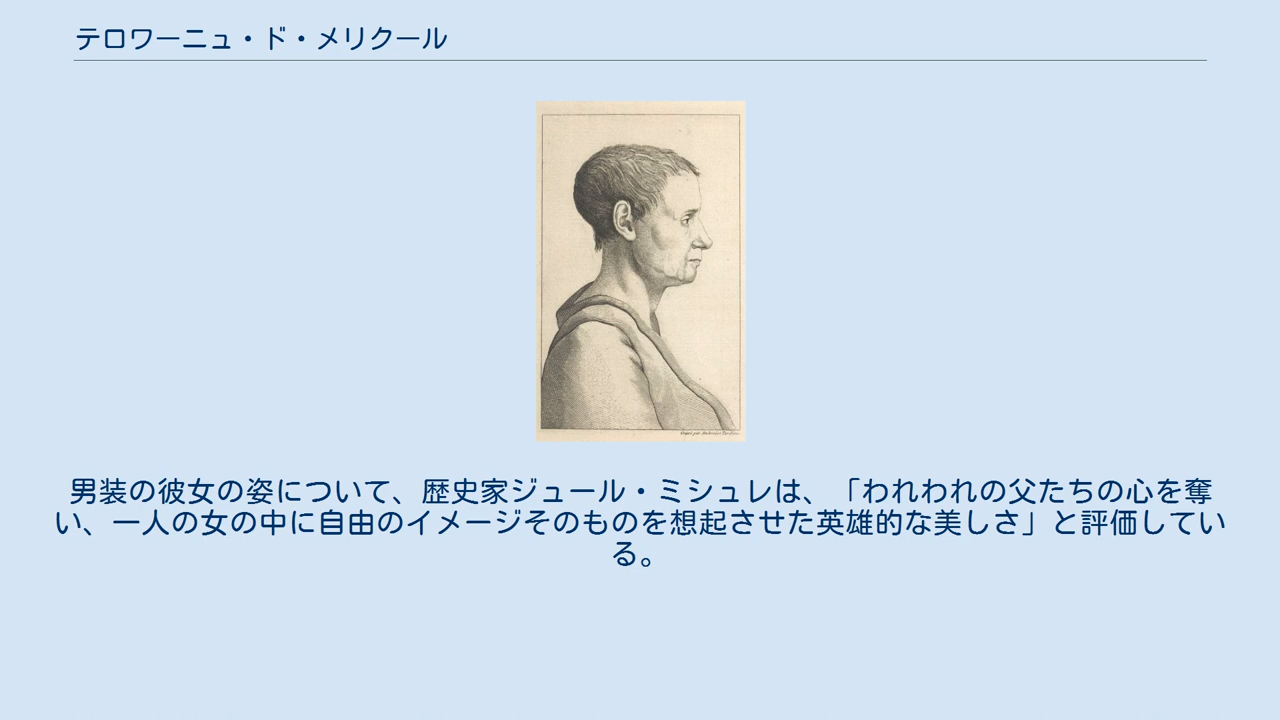 テロワーニュ・ド・メリクール
男装の彼女の姿について、歴史家ジュール・ミシュレは、「われわれの父たちの心を奪
い、一人の女の中に自由のイメージそのものを想起させた英雄的な美しさ」と評価してい
る。